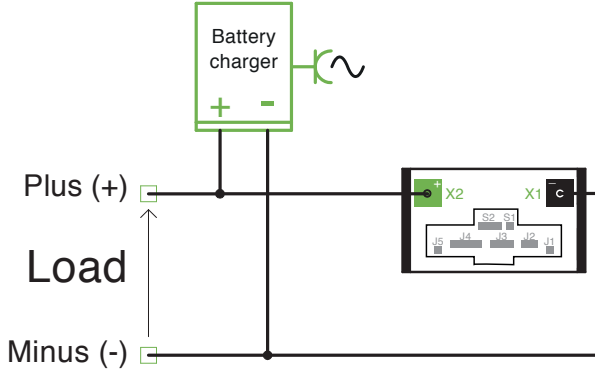 Battery
charger
+ -
Plus (+)
+ X2 X1 -
S2 S1
J5 J4 J3 J2 J1
Load
Minus (-)